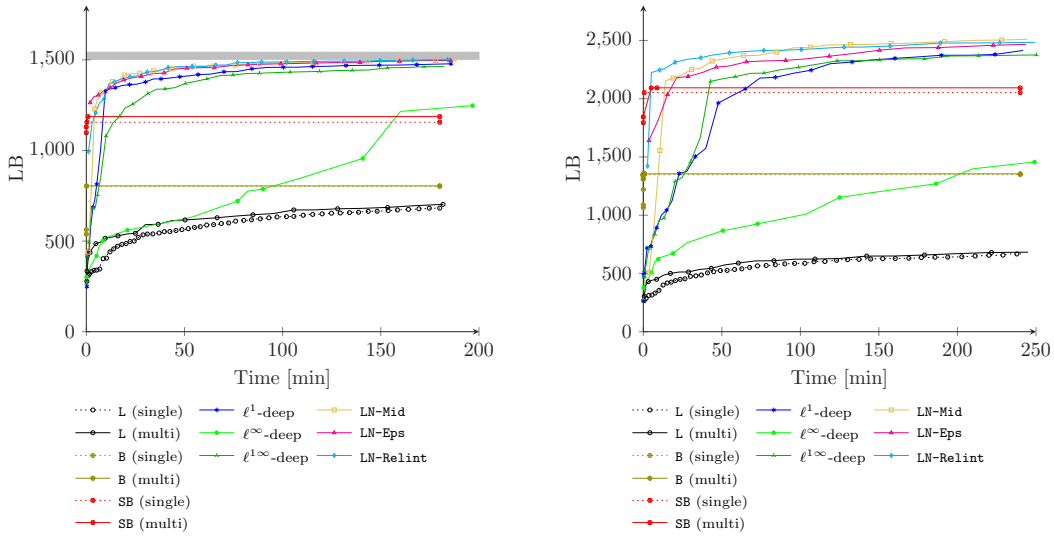 1,500
1,000
500
0
LB
0
50
100
150
200
Time [min]
L (single)
L (multi)
B (single)
B (multi)
SB (single)
SB (multi)
ℓ¹-deep
ℓ^∞-deep
ℓ^1∞-deep
LN-Mid
LN-Eps
LN-Relint
2,500
2,000
1,500
1,000
500
0
LB
0
50
100
150
200
250
Time [min]
L (single)
L (multi)
B (single)
B (multi)
SB (single)
SB (multi)
ℓ¹-deep
ℓ^∞-deep
ℓ^1∞-deep
LN-Mid
LN-Eps
LN-Relint